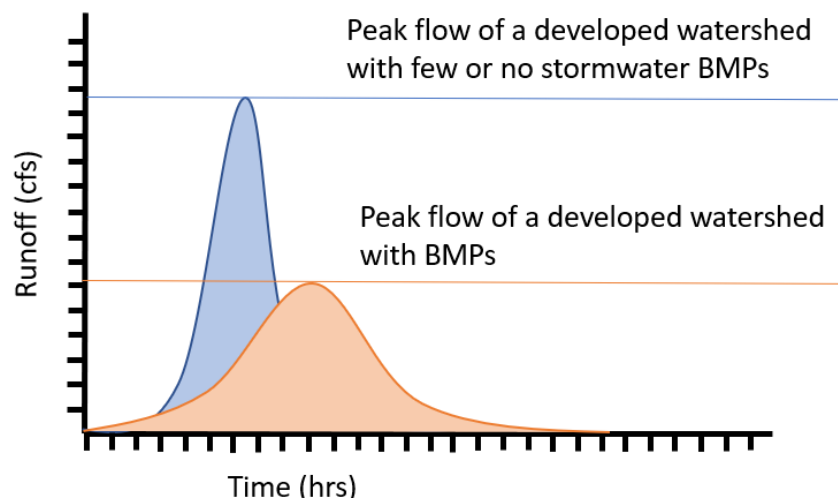 Peak flow of a developed watershed
with few or no stormwater BMPs
Peak flow of a developed watershed
with BMPs
Runoff (cfs)
Time (hrs)